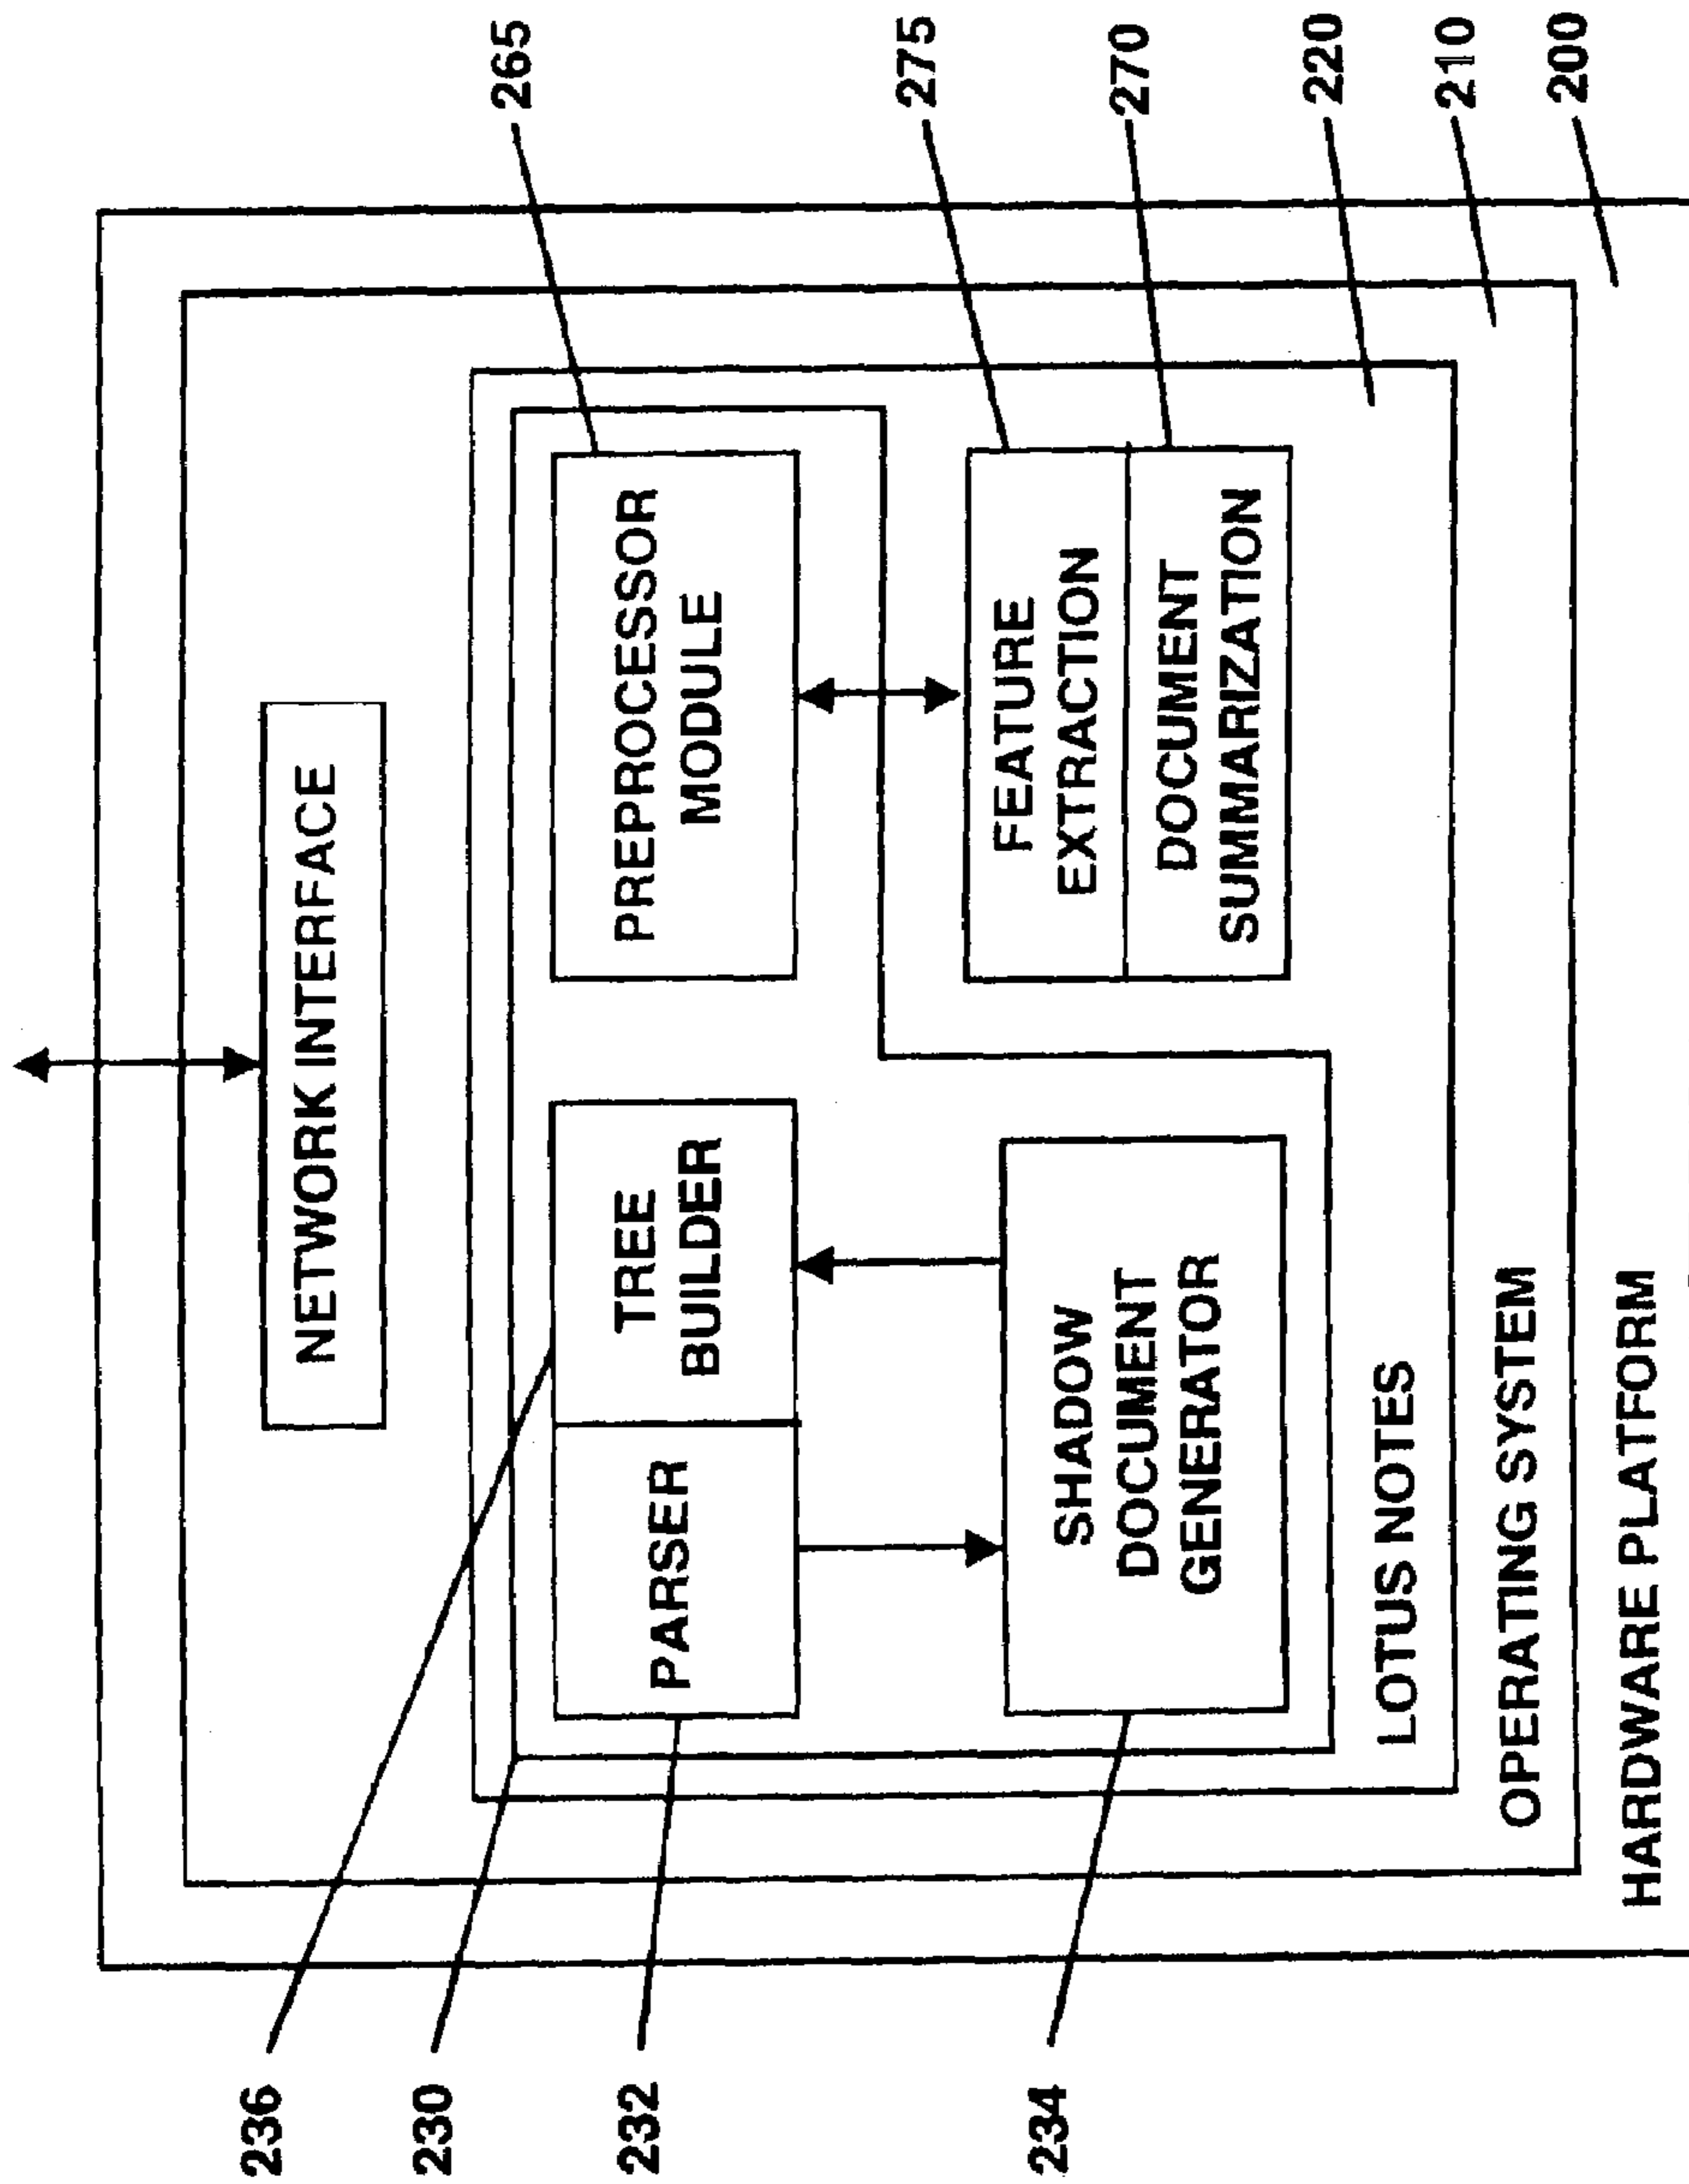 236
NETWORK INTERFACE
230
265
232
PARSER
TREE
BUILDER
PREPROCESSOR
MODULE
275
FEATURE
EXTRACTION
234
SHADOW
DOCUMENT
GENERATOR
270
DOCUMENT
SUMMARIZATION
220
LOTUS NOTES
210
OPERATING SYSTEM
200
HARDWARE PLATFORM